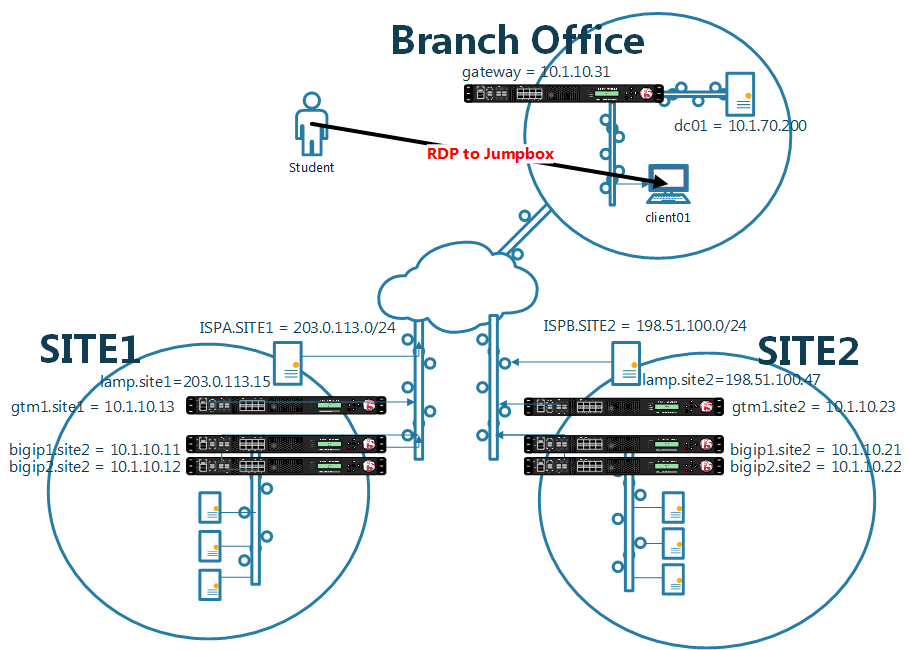 Branch Office
gateway = 10.1.10.31
dc01 = 10.1.70.200
RDP to Jumpbox
Student
client01
ISPA.SITE1 = 203.0.113.0/24
ISPB.SITE2 = 198.51.100.0/24
SITE1
SITE2
lamp.site1=203.0.113.15
lamp.site2=198.51.100.47
gtm1.site1 = 10.1.10.13
gtm1.site2 = 10.1.10.23
bigip1.site2 = 10.1.10.11
bigip2.site2 = 10.1.10.12
bigip1.site2 = 10.1.10.21
bigip2.site2 = 10.1.10.22